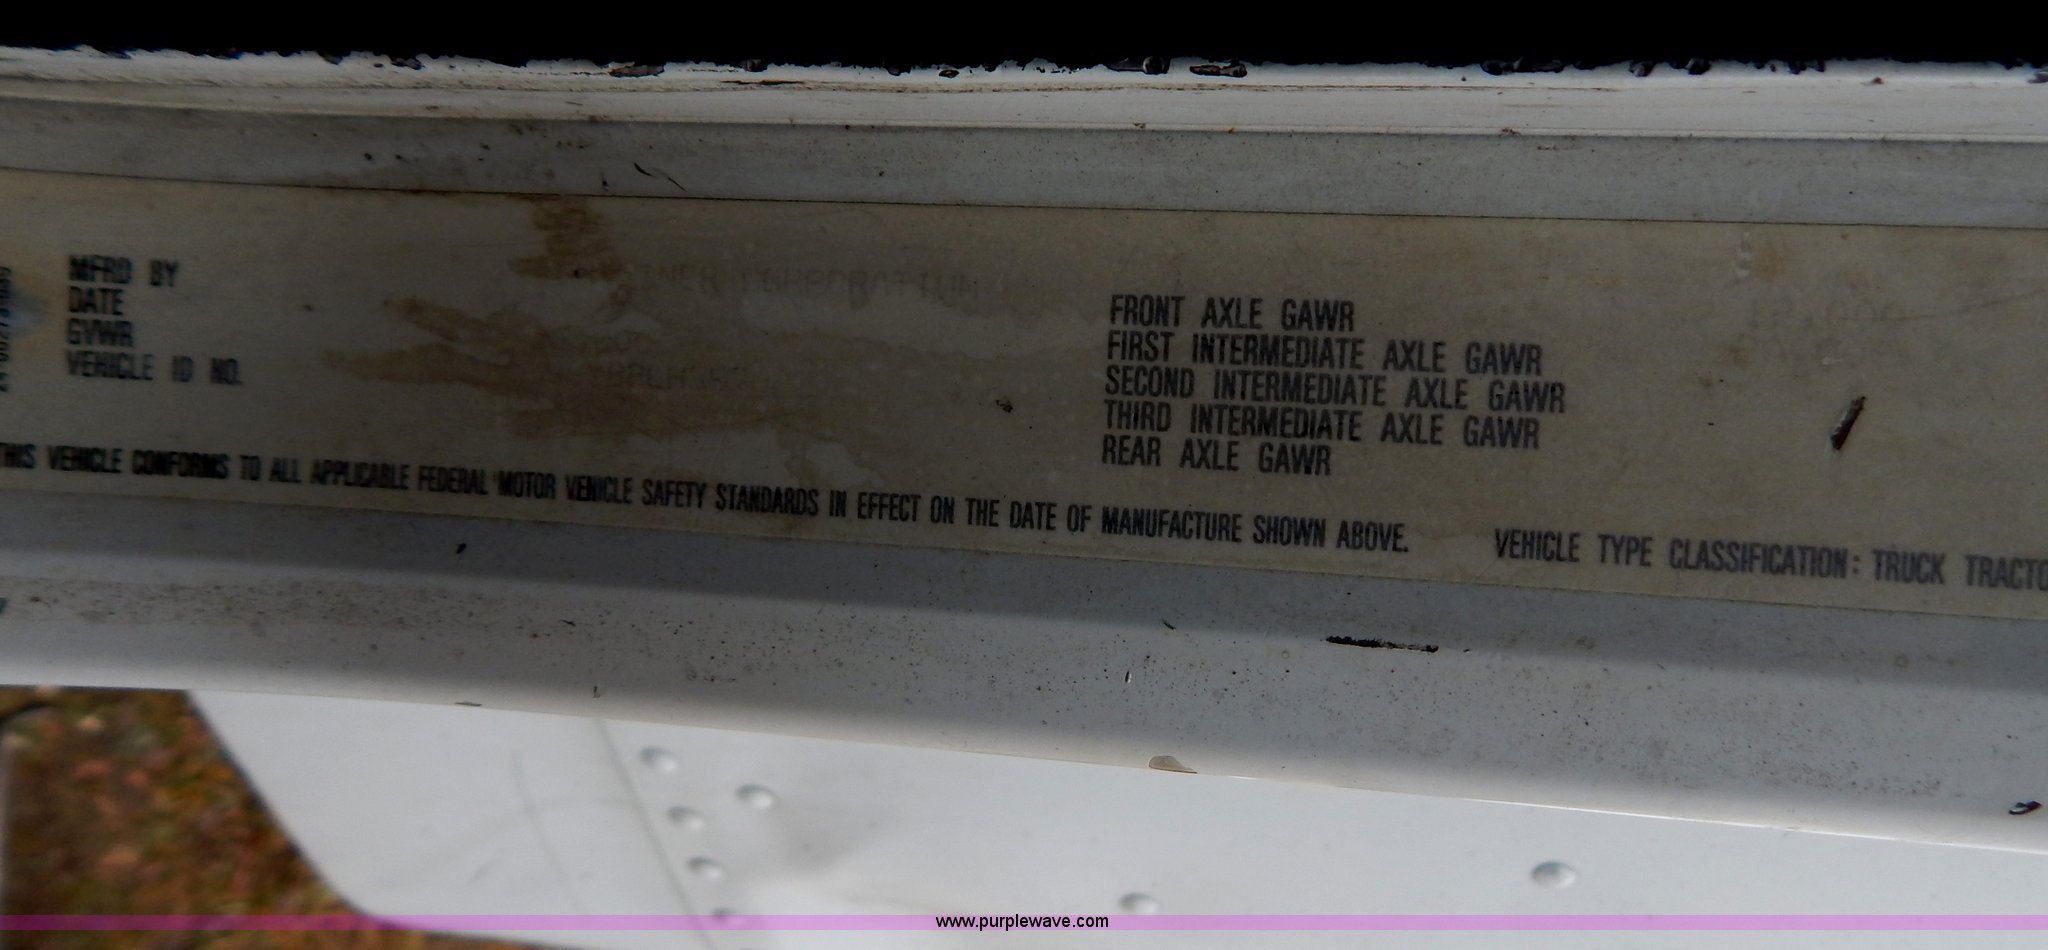 MFRD BY
DATE
GVWR
VEHICLE ID NO.
CORPORATION
FRONT AXLE GAWR
FIRST INTERMEDIATE AXLE GAWR
SECOND INTERMEDIATE AXLE GAWR
THIRD INTERMEDIATE AXLE GAWR
REAR AXLE GAWR
THIS VEHICLE CONFORMS TO ALL APPLICABLE FEDERAL MOTOR VEHICLE SAFETY STANDARDS IN EFFECT ON THE DATE OF MANUFACTURE SHOWN ABOVE.
VEHICLE TYPE CLASSIFICATION: TRUCK TRACTO
www.purplewave.com